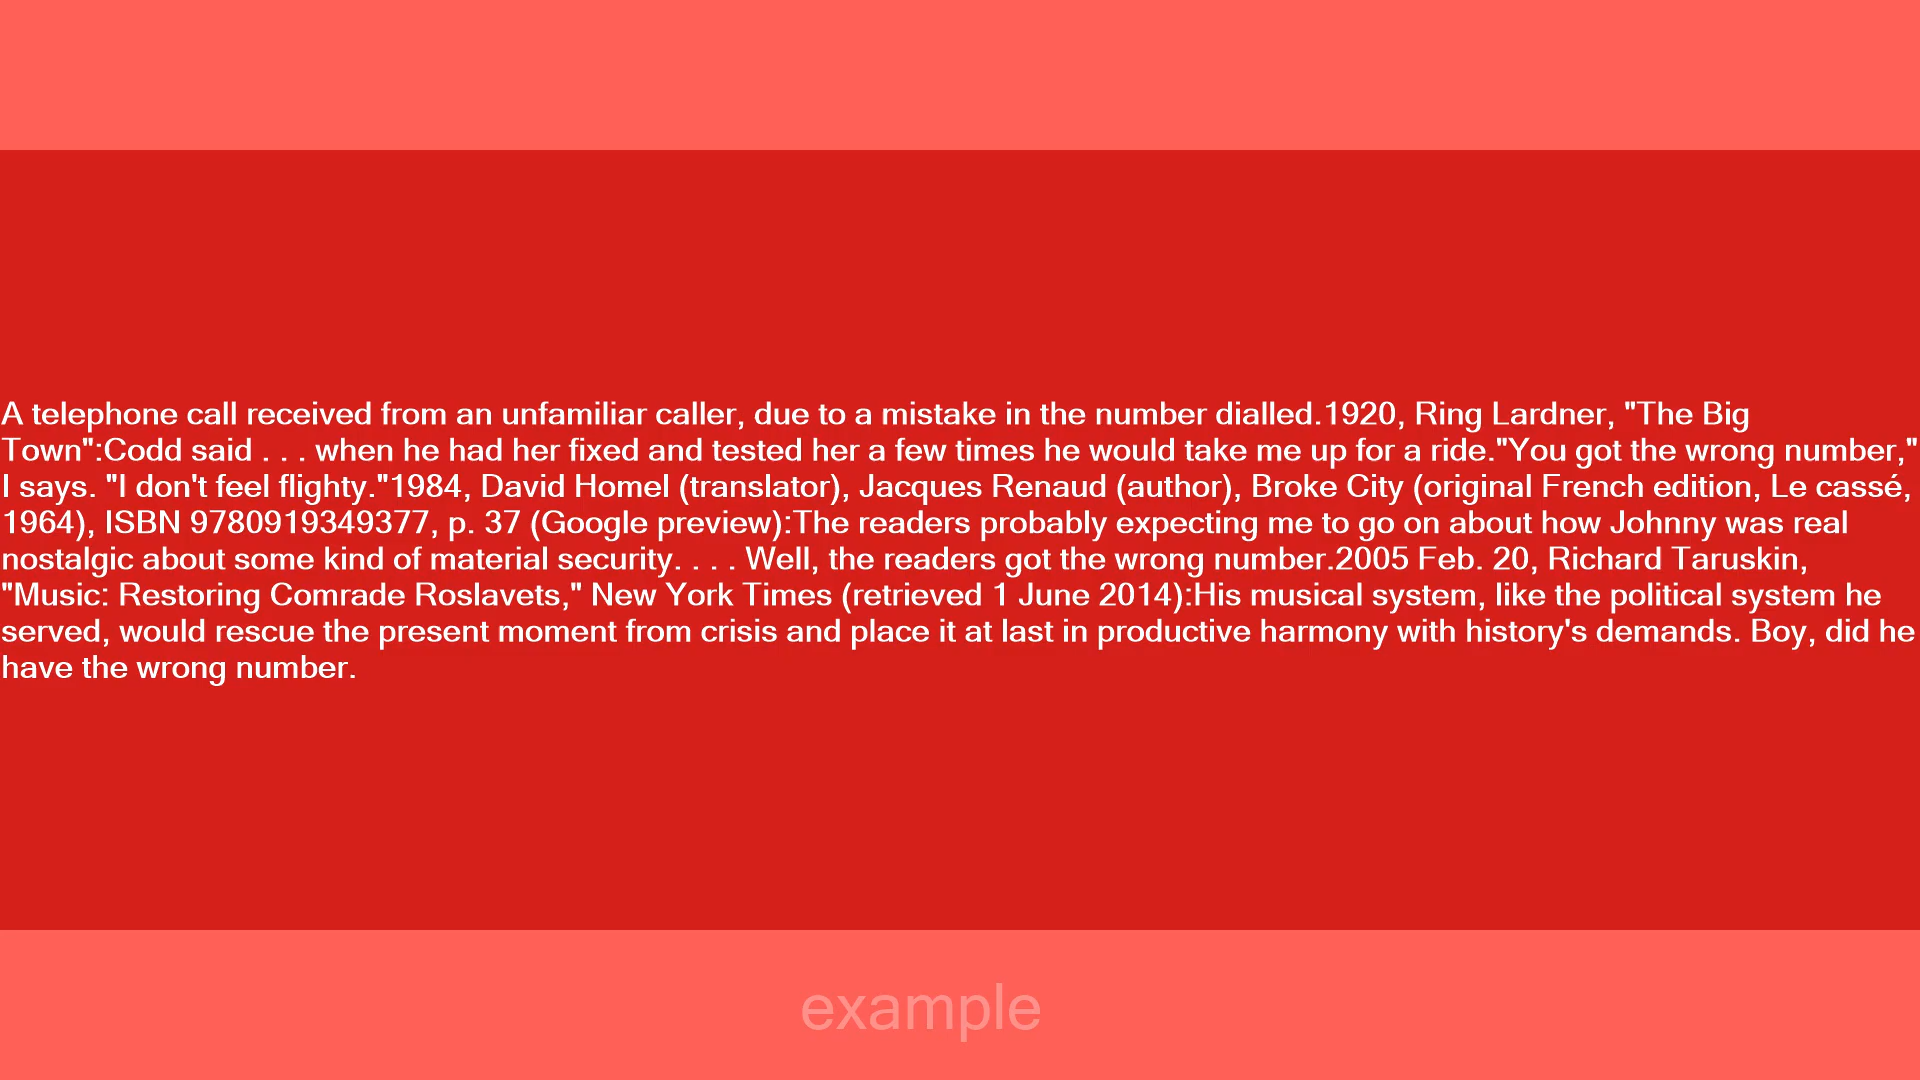 A telephone call received from an unfamiliar caller, due to a mistake in the number dialled.1920, Ring Lardner, "The Big
Town":Codd said . . . when he had her fixed and tested her a few times he would take me up for a ride."You got the wrong number,"
I says. "I don't feel flighty."1984, David Homel (translator), Jacques Renaud (author), Broke City (original French edition, Le cassé,
1964), ISBN 9780919349377, p. 37 (Google preview):The readers probably expecting me to go on about how Johnny was real
nostalgic about some kind of material security. . . . Well, the readers got the wrong number.2005 Feb. 20, Richard Taruskin,
"Music: Restoring Comrade Roslavets," New York Times (retrieved 1 June 2014):His musical system, like the political system he
served, would rescue the present moment from crisis and place it at last in productive harmony with history's demands. Boy, did he
have the wrong number.
example